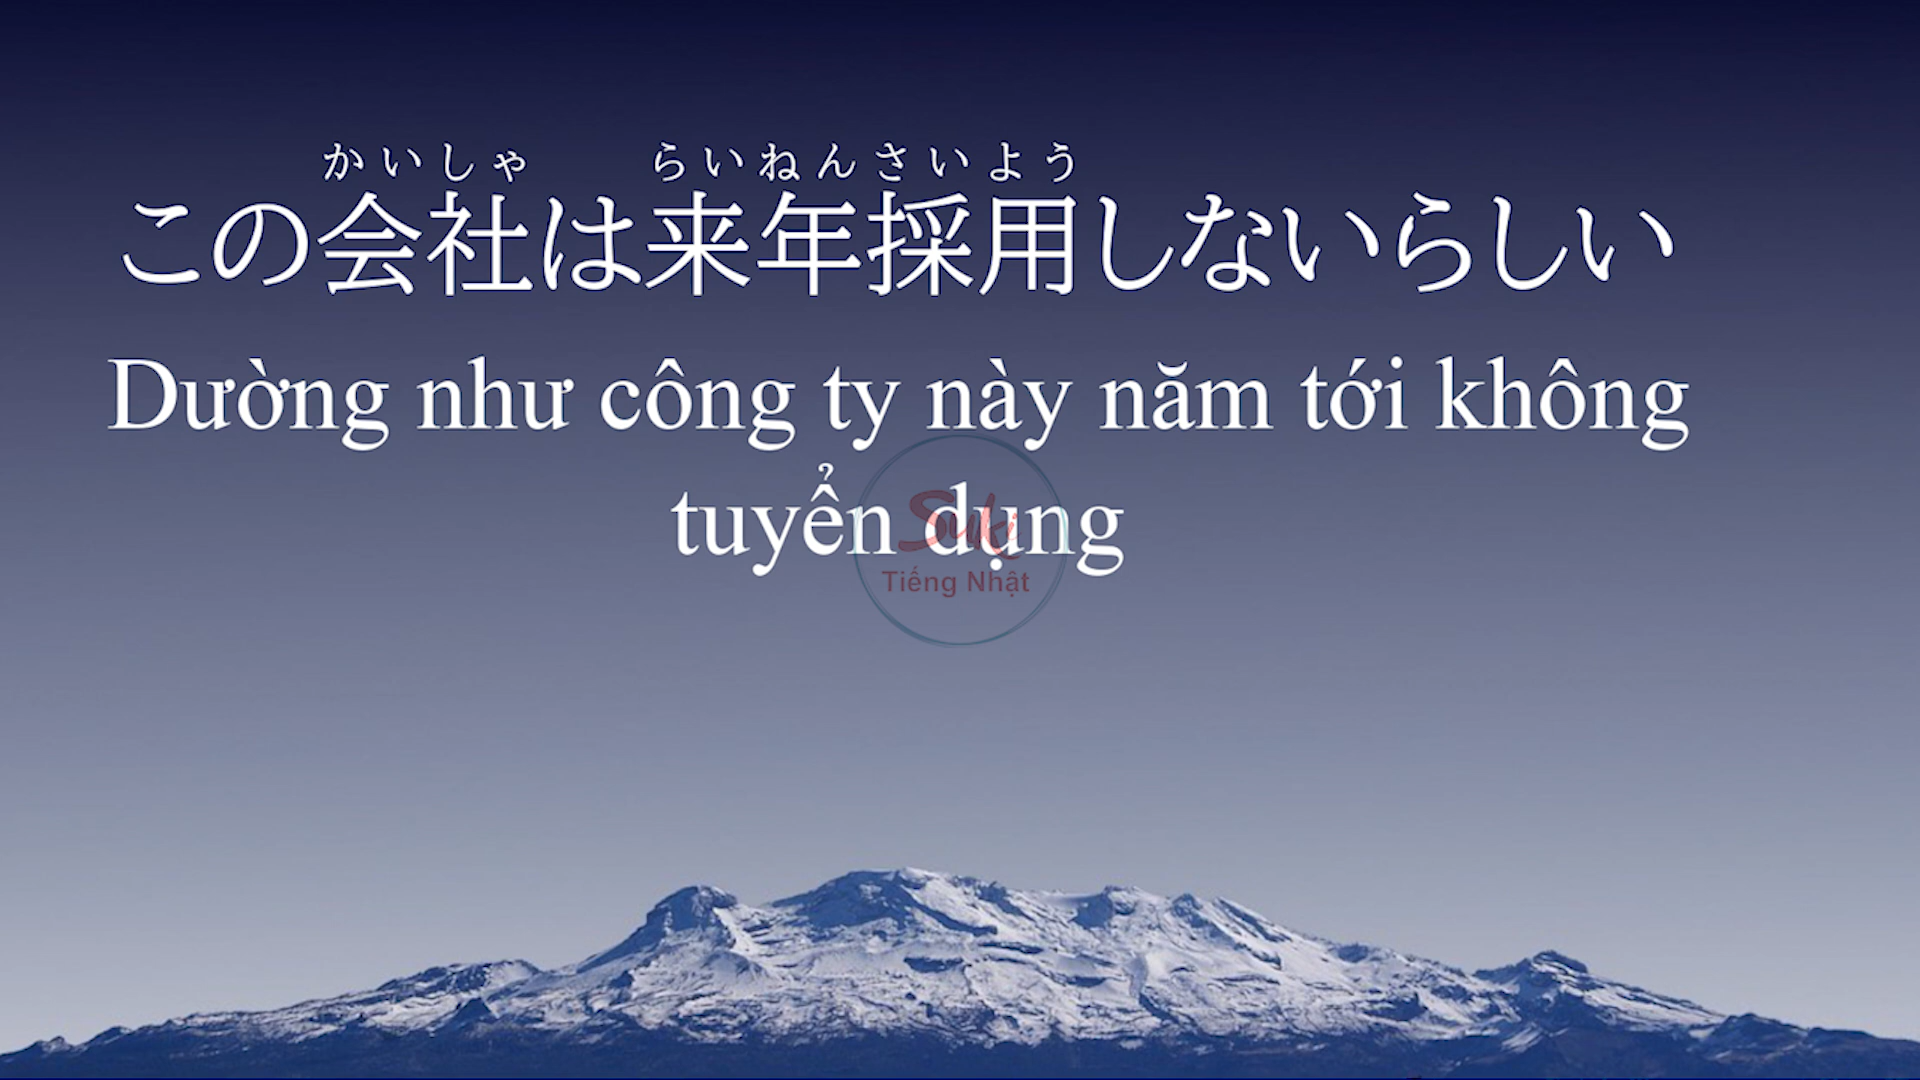 かいしゃ らいねんさいよう
この会社は来年採用しないらしい
Dường như công ty này năm tới không
tuyển dụng
Suki
Tiếng Nhật